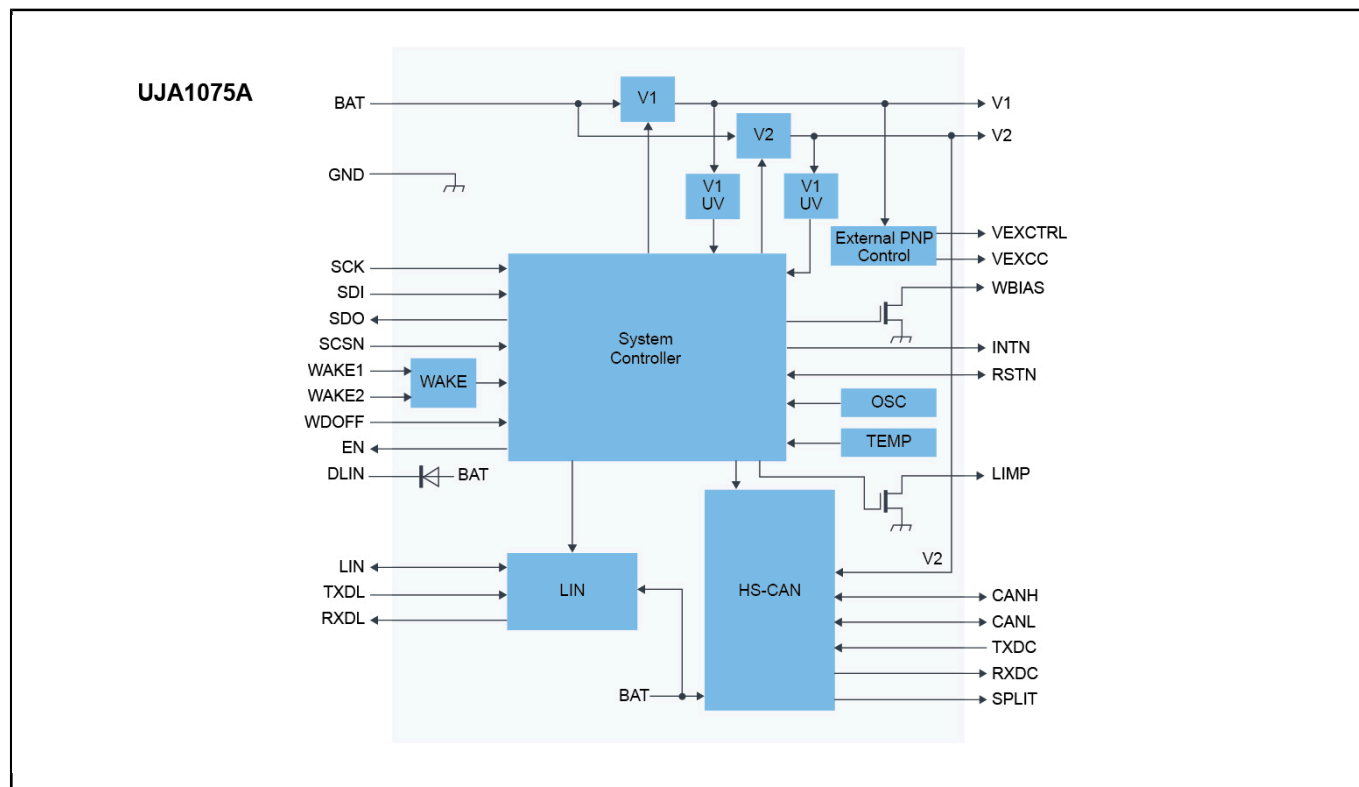 UJA1075A
BAT
V1
V1
V2
V2
GND
V1
UV
V1
UV
External PNP
Control
VEXCTRL
VEXCC
SCK
SDI
SDO
SCSN
WAKE1
WAKE2
WAKE
WDOFF
EN
DLIN
BAT
System
Controller
WBIAS
INTN
RSTN
OSC
TEMP
LIMP
V2
LIN
TXDL
RXDL
LIN
HS-CAN
BAT
CANH
CANL
TXDC
RXDC
SPLIT